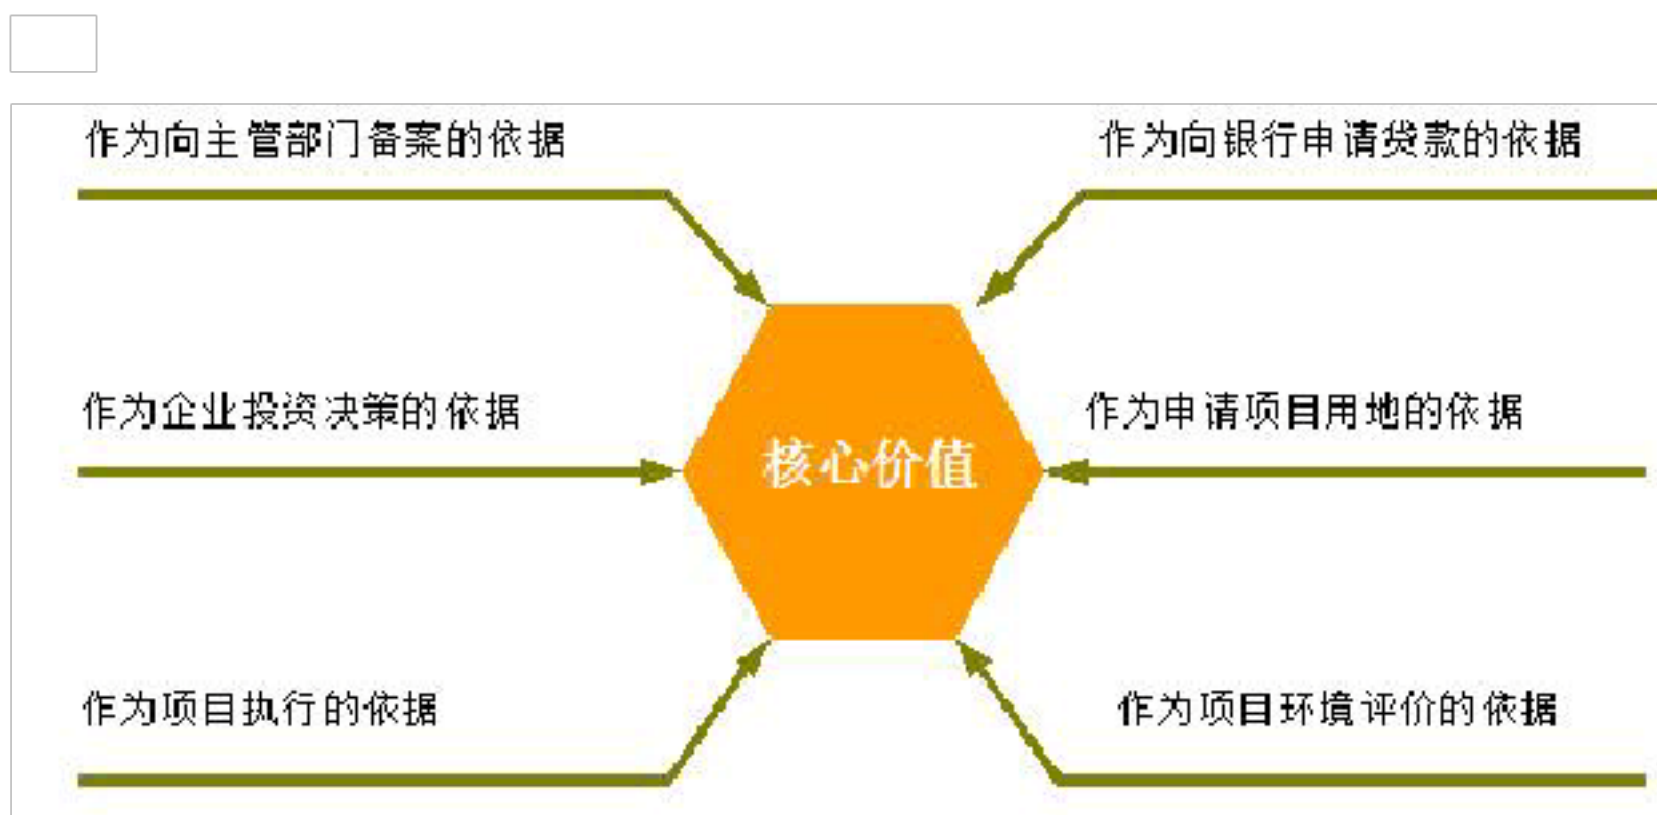 作为向主管部门备案的依据
作为向银行申请贷款的依据
作为企业投资决策的依据
作为申请项目用地的依据
核心价值
作为项目执行的依据
作为项目环境评价的依据